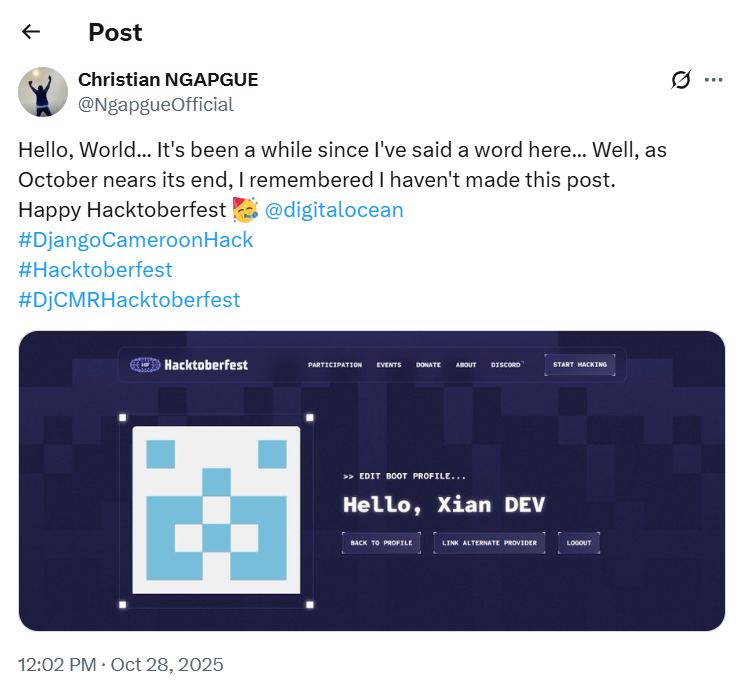 Post
Christian NGAPGUE
@NgapgueOfficial
Hello, World... It's been a while since I've said a word here... Well, as
October nears its end, I remembered I haven't made this post.
Happy Hacktoberfest 🥳 @digitalocean
#DjangoCameroonHack
#Hacktoberfest
#DjCMRHacktoberfest
HF Hacktoberfest PARTICIPATION EVENTS DONATE ABOUT DISCORD START HACKING
>> EDIT BOOT PROFILE...
Hello, Xian DEV
BACK TO PROFILE LINK ALTERNATE PROVIDER LOGOUT
12:02 PM · Oct 28, 2025